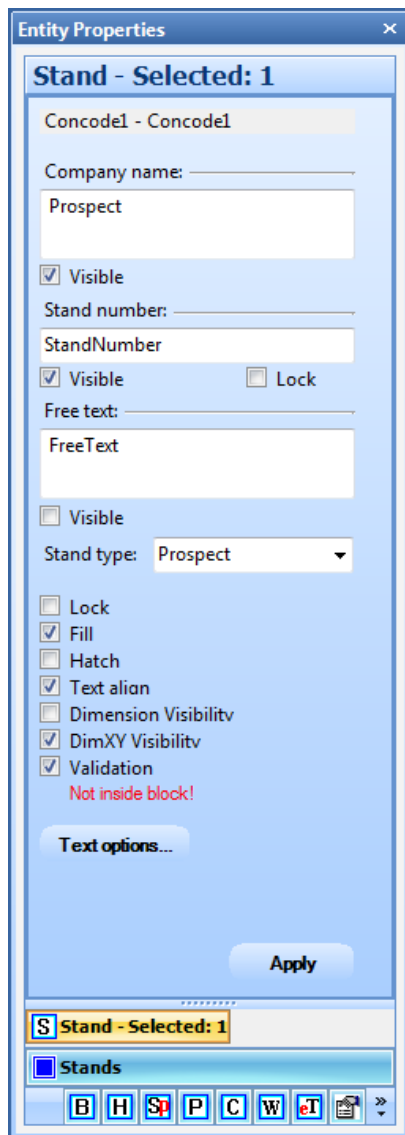 Entity Properties
Stand - Selected: 1
Concode1 - Concode1
Company name:
Prospect
Visible
Stand number:
StandNumber
Visible Lock
Free text:
FreeText
Visible
Stand type: Prospect
Lock
Fill
Hatch
Text align
Dimension Visibility
DimXY Visibility
Validation
Not inside block!
Text options...
Apply
S Stand - Selected: 1
Stands
B H Sp P C W eT